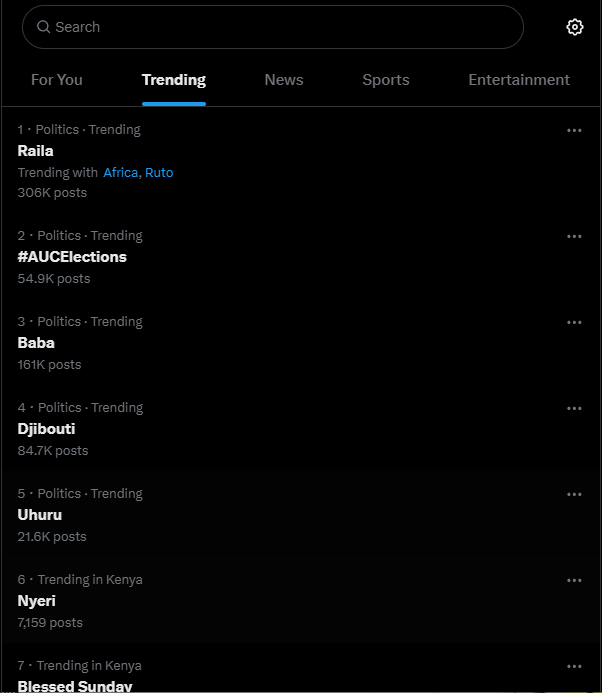 Search
For You Trending News Sports Entertainment
1 · Politics · Trending
Raila
Trending with Africa, Ruto
306K posts
2 · Politics · Trending
#AUCElections
54.9K posts
3 · Politics · Trending
Baba
161K posts
4 · Politics · Trending
Djibouti
84.7K posts
5 · Politics · Trending
Uhuru
21.6K posts
6 · Trending in Kenya
Nyeri
7,159 posts
7 · Trending in Kenya
Blessed Sunday